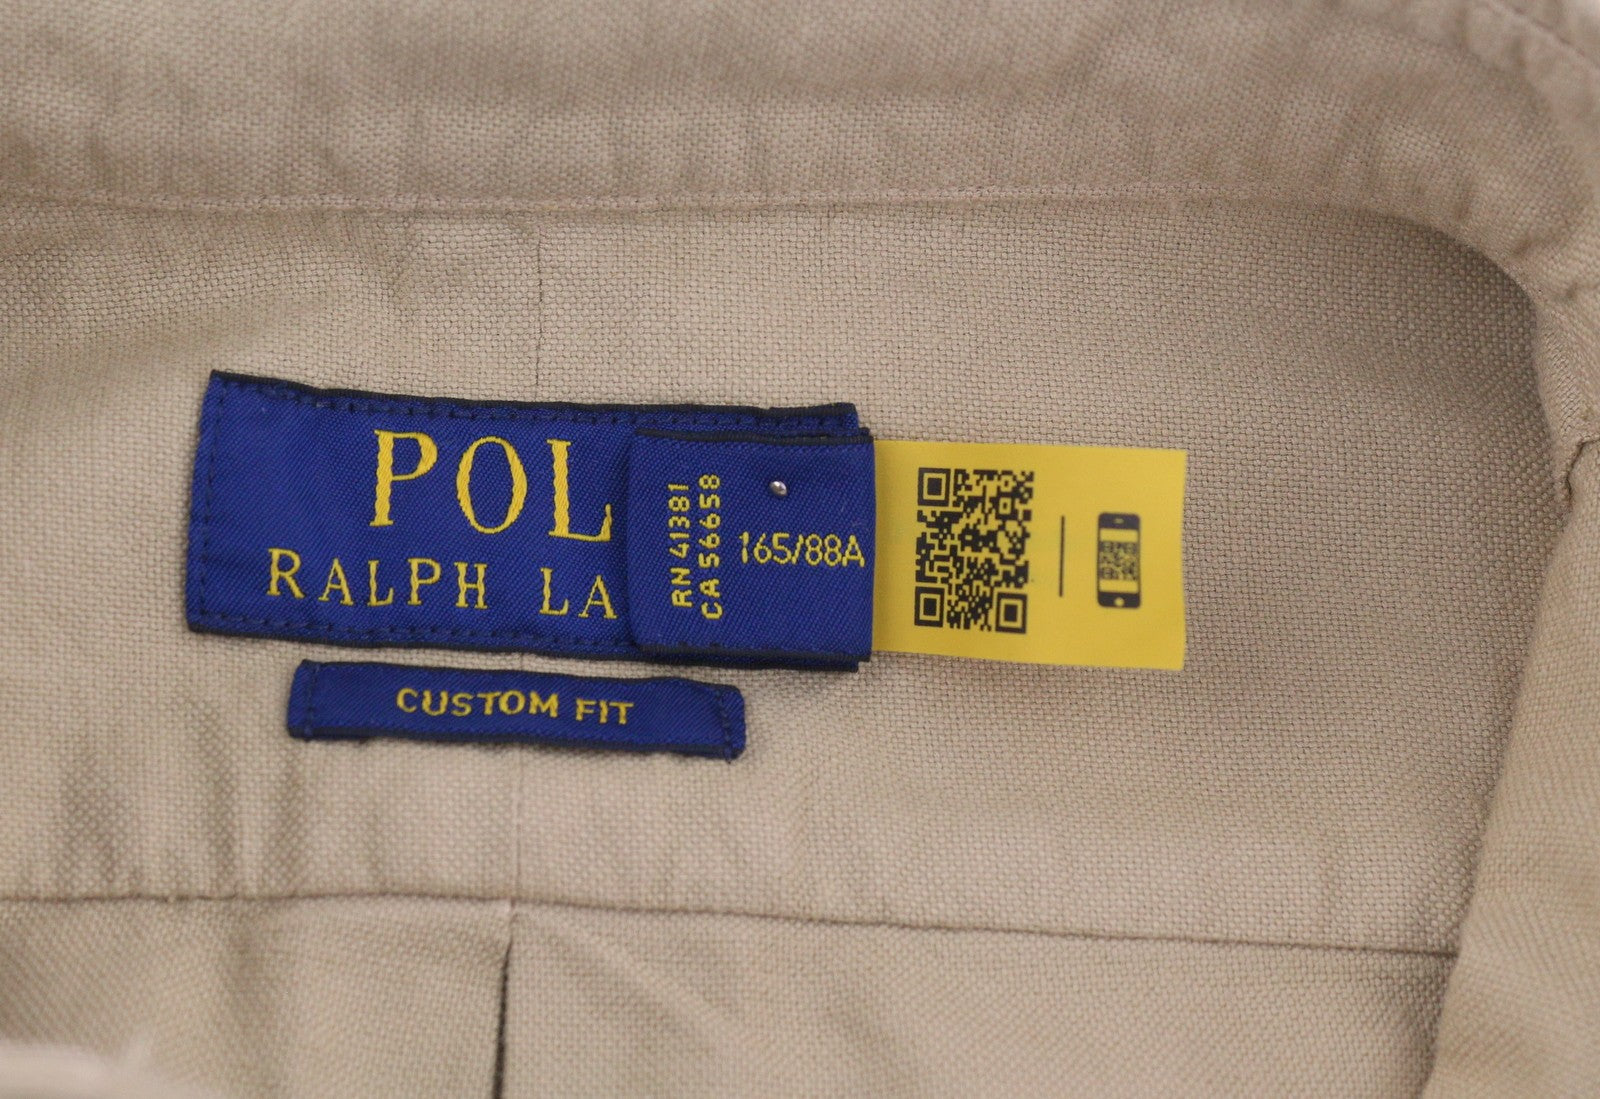 POL
RALPH LA
RN 41381
CA 56658
165/88A
CUSTOM FIT